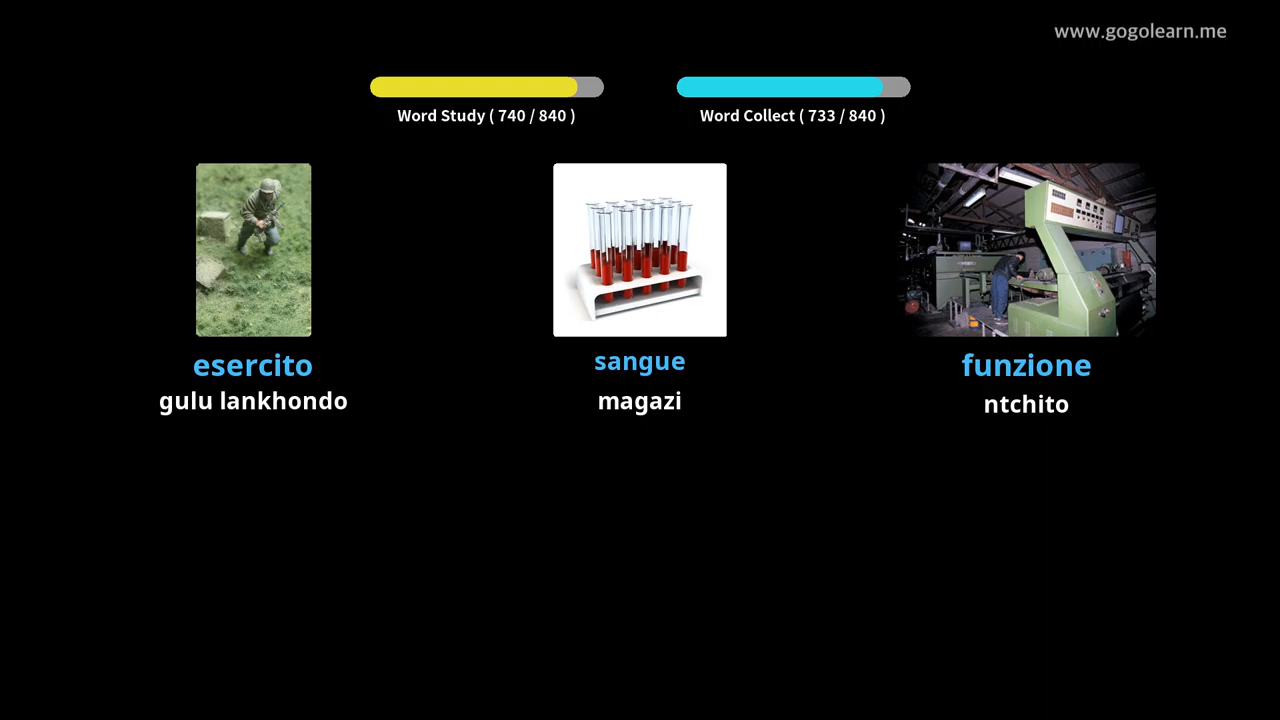 www.gogolearn.me
Word Study ( 740 / 840 )
Word Collect ( 733 / 840 )
esercito
gulu lankhondo
sangue
magazi
funzione
ntchito